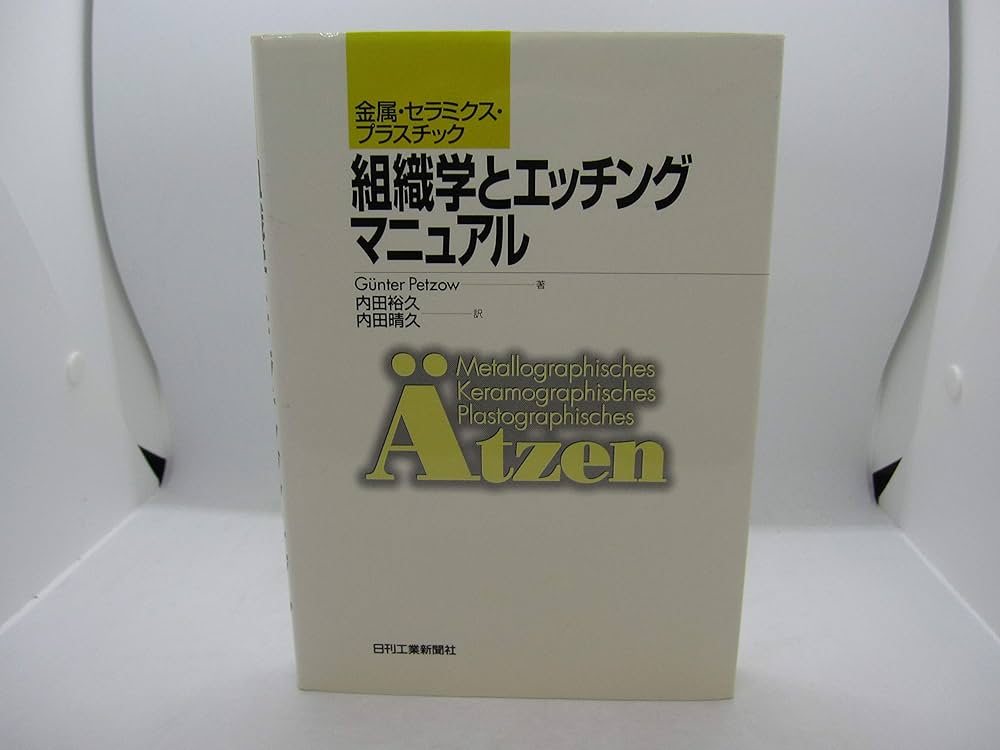 金属・セラミクス・
プラスチック
組織学とエッチング
マニュアル
Günter Petzow 著
内田裕久
内田晴久 訳
Metallographisches
Keramographisches
Plastographisches
Ätzen
日刊工業新聞社